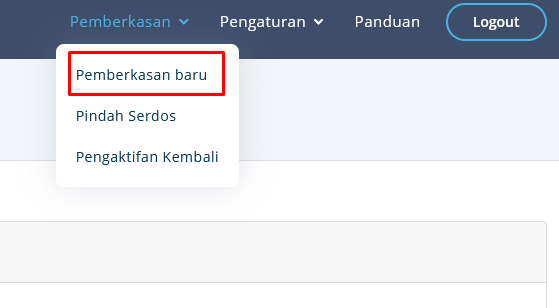 Pemberkasan Pengaturan Panduan Logout
Pemberkasan baru
Pindah Serdos
Pengaktifan Kembali